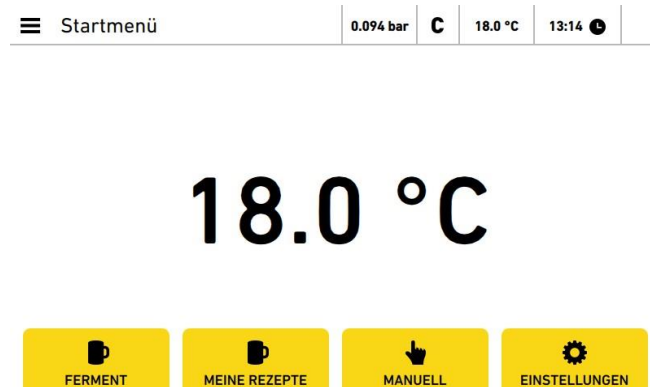 Startmenü 0.094 bar C 18.0 °C 13:14
18.0 °C
FERMENT MEINE REZEPTE MANUELL EINSTELLUNGEN